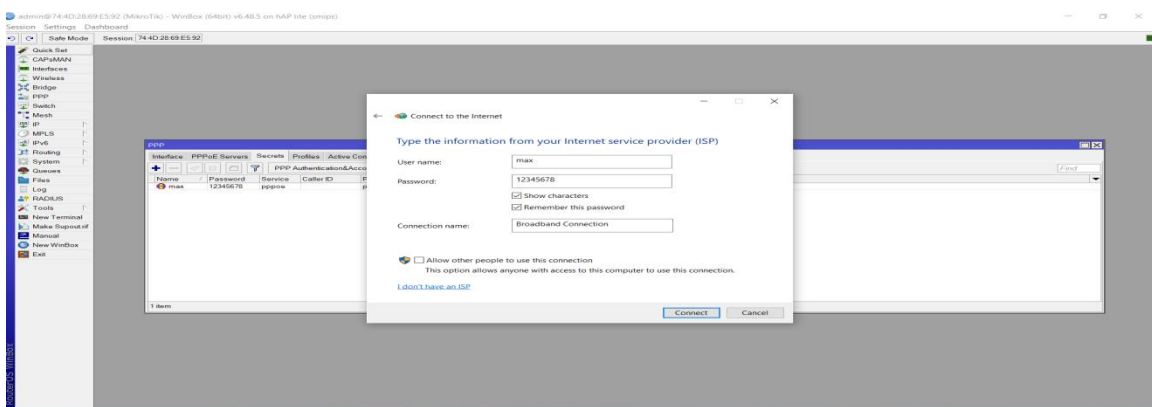 admin@74:4D:28:69:E5:92 (MikroTik) - WinBox (64bit) v6.48.5 on hAP lite (smips)
Session Settings Dashboard
Safe Mode Session: 74:4D:28:69:E5:92
Quick Set
CAPsMAN
Interfaces
Wireless
Bridge
PPP
Switch
Mesh
IP
MPLS
IPv6
Routing
System
Queues
Files
Log
RADIUS
Tools
New Terminal
Make Supout.rif
Manual
New WinBox
Exit
RouterOS WinBox
PPP
Interface PPPoE Servers Secrets Profiles Active Con
PPP Authentication&Acco
Find
Name Password Service Caller ID
max 12345678 pppoe
1 item
Connect to the Internet
Type the information from your Internet service provider (ISP)
User name: max
Password: 12345678
Show characters
Remember this password
Connection name: Broadband Connection
Allow other people to use this connection
This option allows anyone with access to this computer to use this connection.
I don't have an ISP
Connect Cancel